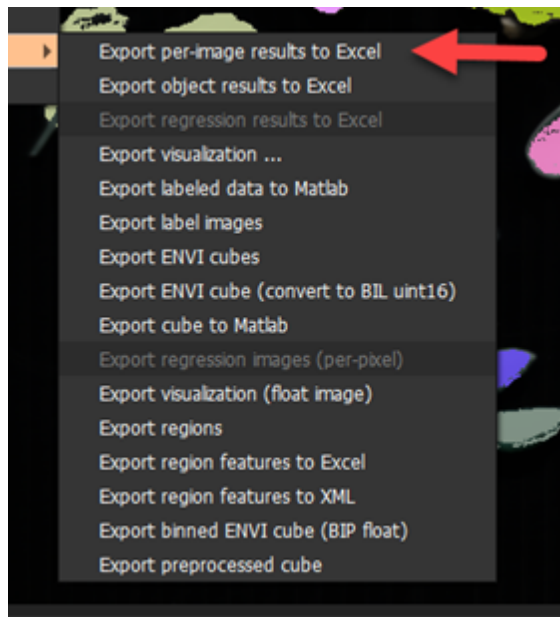 Export per-image results to Excel
Export object results to Excel
Export regression results to Excel
Export visualization ...
Export labeled data to Matlab
Export label images
Export ENVI cubes
Export ENVI cube (convert to BIL uint16)
Export cube to Matlab
Export regression images (per-pixel)
Export visualization (float image)
Export regions
Export region features to Excel
Export region features to XML
Export binned ENVI cube (BIP float)
Export preprocessed cube